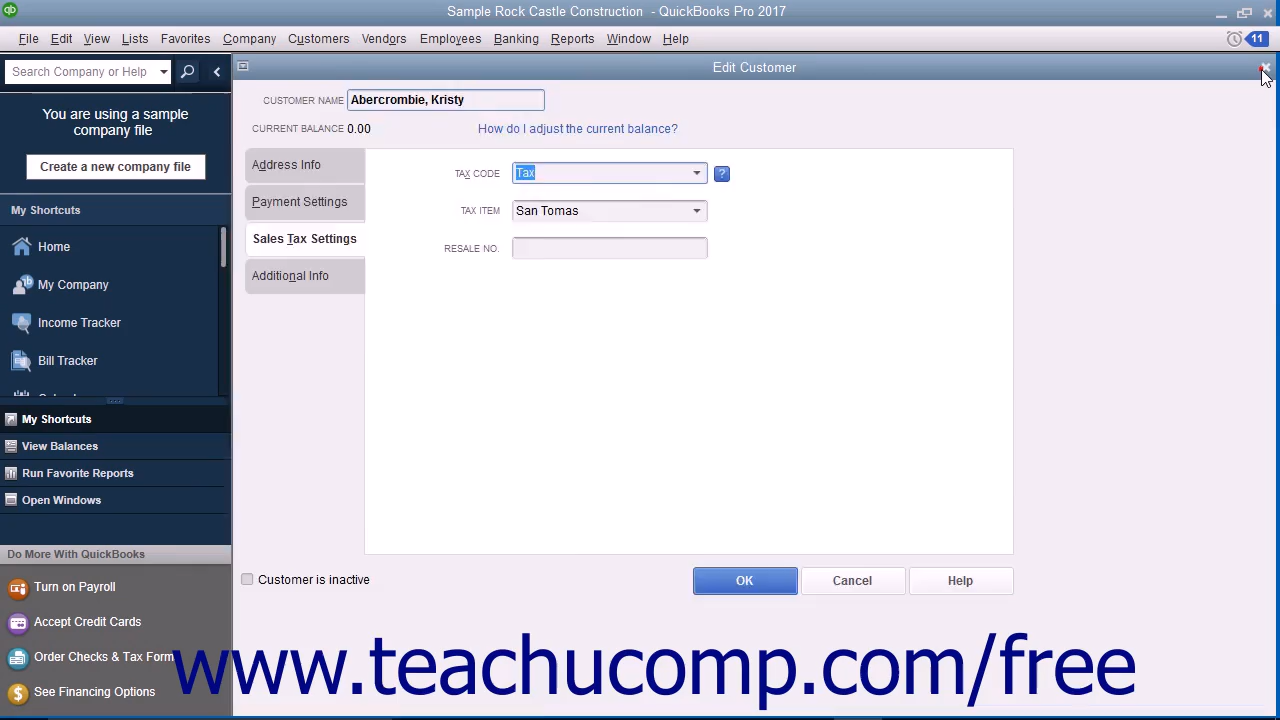 qb
Sample Rock Castle Construction - QuickBooks Pro 2017
File Edit View Lists Favorites Company Customers Vendors Employees Banking Reports Window Help
11
Search Company or Help
Edit Customer
You are using a sample
company file
Create a new company file
My Shortcuts
Home
My Company
Income Tracker
Bill Tracker
My Shortcuts
View Balances
Run Favorite Reports
Open Windows
Do More With QuickBooks
Turn on Payroll
Accept Credit Cards
Order Checks & Tax Form
See Financing Options
CUSTOMER NAME Abercrombie, Kristy
CURRENT BALANCE 0.00 How do I adjust the current balance?
Address Info
Payment Settings
Sales Tax Settings
Additional Info
TAX CODE Tax ?
TAX ITEM San Tomas
RESALE NO.
Customer is inactive
OK Cancel Help
www.teachucomp.com/free